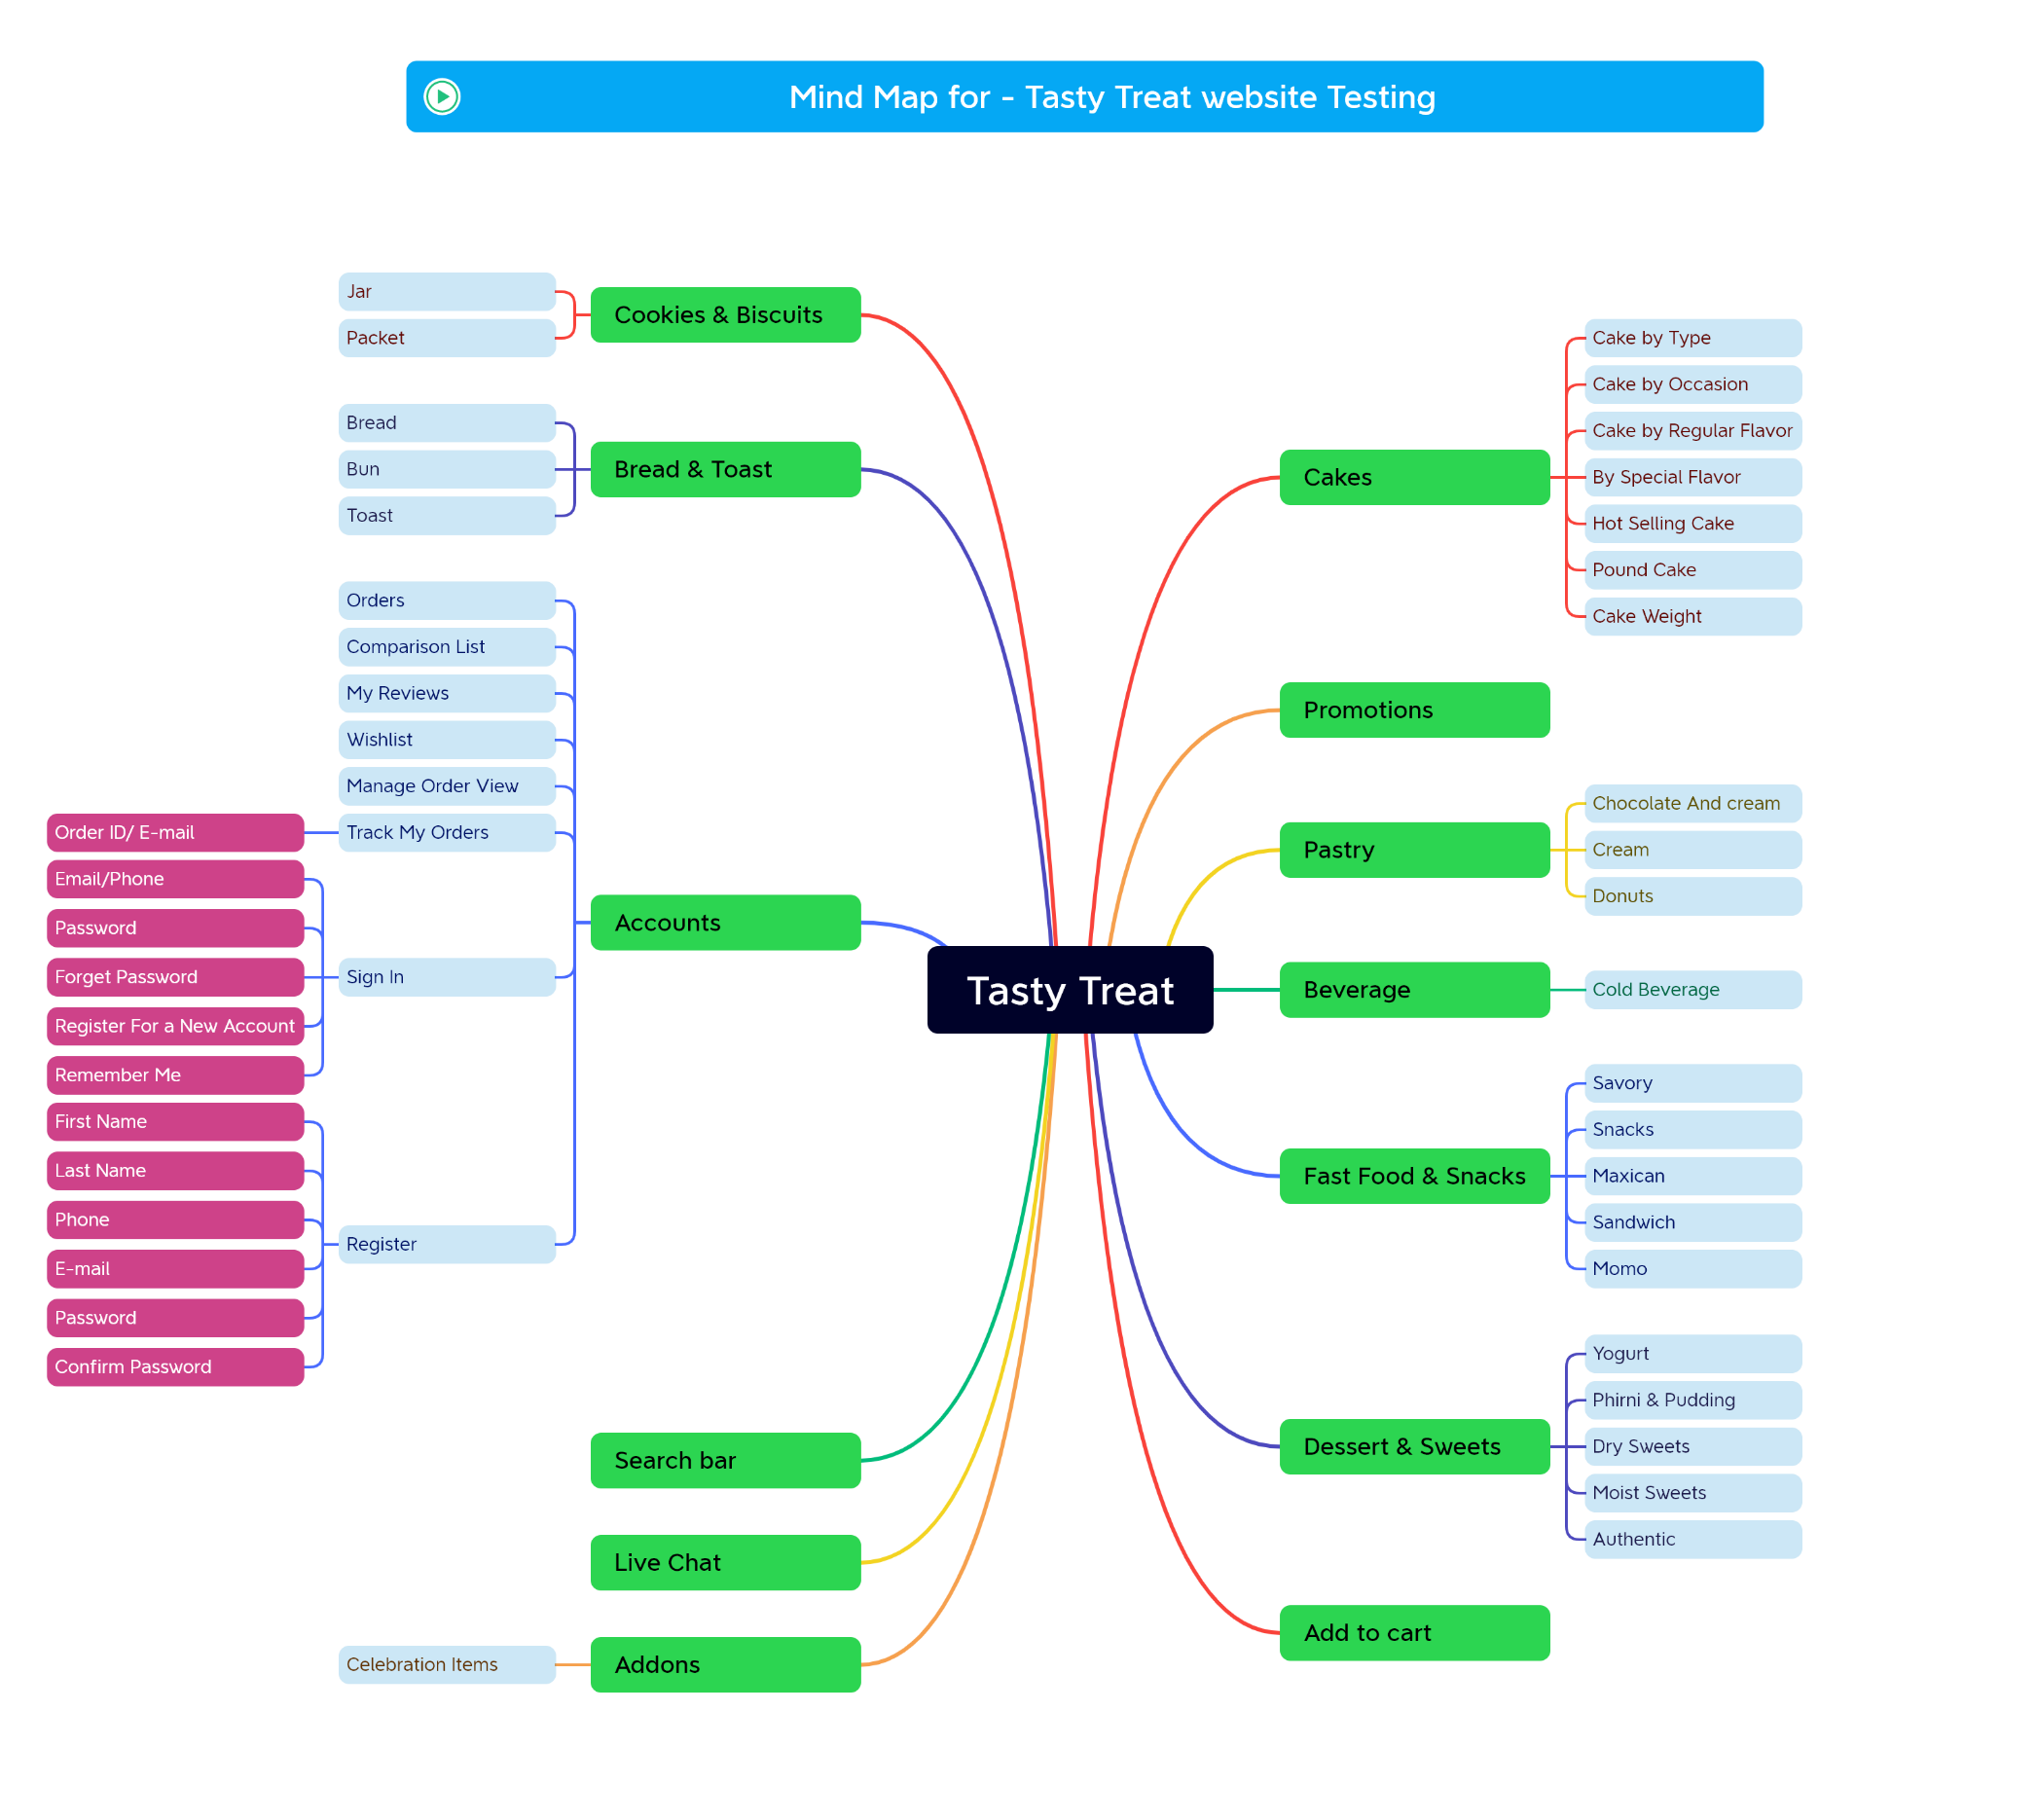 Mind Map for - Tasty Treat website Testing
Jar
Packet
Cookies & Biscuits
Bread
Bun
Toast
Bread & Toast
Orders
Comparison List
My Reviews
Wishlist
Manage Order View
Track My Orders
Order ID/ E-mail
Email/Phone
Password
Forget Password
Register For a New Account
Remember Me
Sign In
First Name
Last Name
Phone
E-mail
Password
Confirm Password
Register
Accounts
Search bar
Live Chat
Celebration Items
Addons
Tasty Treat
Cakes
Cake by Type
Cake by Occasion
Cake by Regular Flavor
By Special Flavor
Hot Selling Cake
Pound Cake
Cake Weight
Promotions
Pastry
Chocolate And cream
Cream
Donuts
Beverage
Cold Beverage
Fast Food & Snacks
Savory
Snacks
Maxican
Sandwich
Momo
Dessert & Sweets
Yogurt
Phirni & Pudding
Dry Sweets
Moist Sweets
Authentic
Add to cart